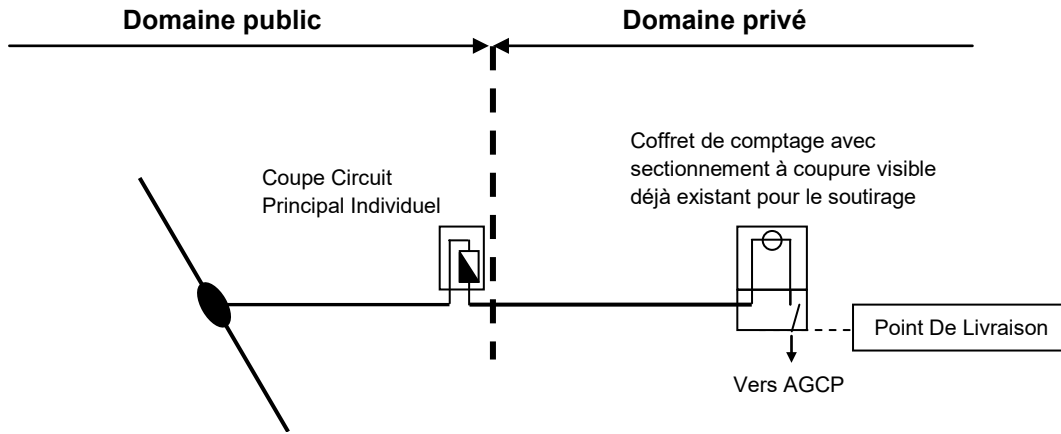 Domaine public
Domaine privé
Coupe Circuit
Principal Individuel
Coffret de comptage avec
sectionnement à coupure visible
déjà existant pour le soutirage
Point De Livraison
Vers AGCP